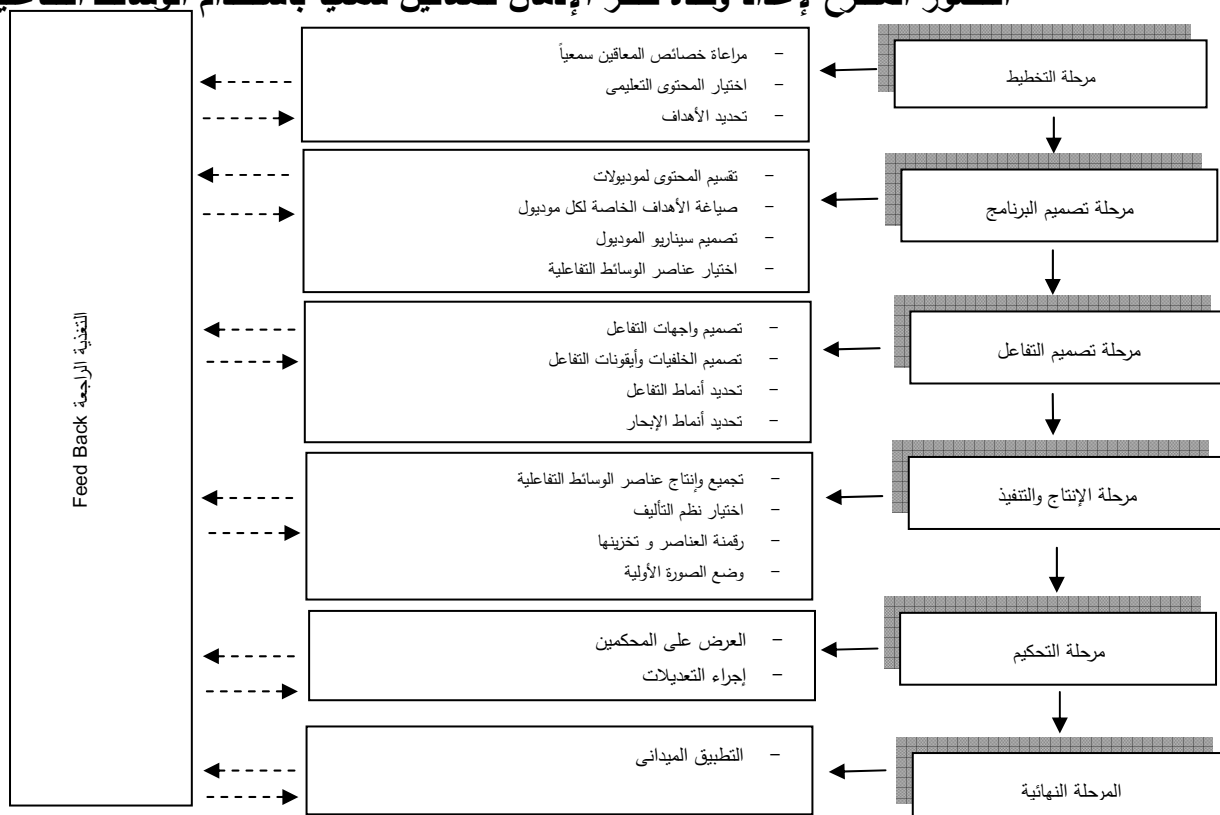 مرحلة التخطيط
– مراعاة خصائص المعاقين سمعياً
– اختيار المحتوى التعليمى
– تحديد الأهداف
مرحلة تصميم البرنامج
– تقسيم المحتوى لموديولات
– صياغة الأهداف الخاصة لكل موديول
– تصميم سيناريو الموديول
– اختيار عناصر الوسائط التفاعلية
مرحلة تصميم التفاعل
– تصميم واجهات التفاعل
– تصميم الخلفيات وأيقونات التفاعل
– تحديد أنماط التفاعل
– تحديد أنماط الإبحار
مرحلة الإنتاج والتنفيذ
– تجميع وإنتاج عناصر الوسائط التفاعلية
– اختيار نظم التأليف
– رقمنة العناصر و تخزينها
– وضع الصورة الأولية
مرحلة التحكيم
– العرض على المحكمين
– إجراء التعديلات
المرحلة النهائية
– التطبيق الميدانى
التغذية الراجعة Feed Back